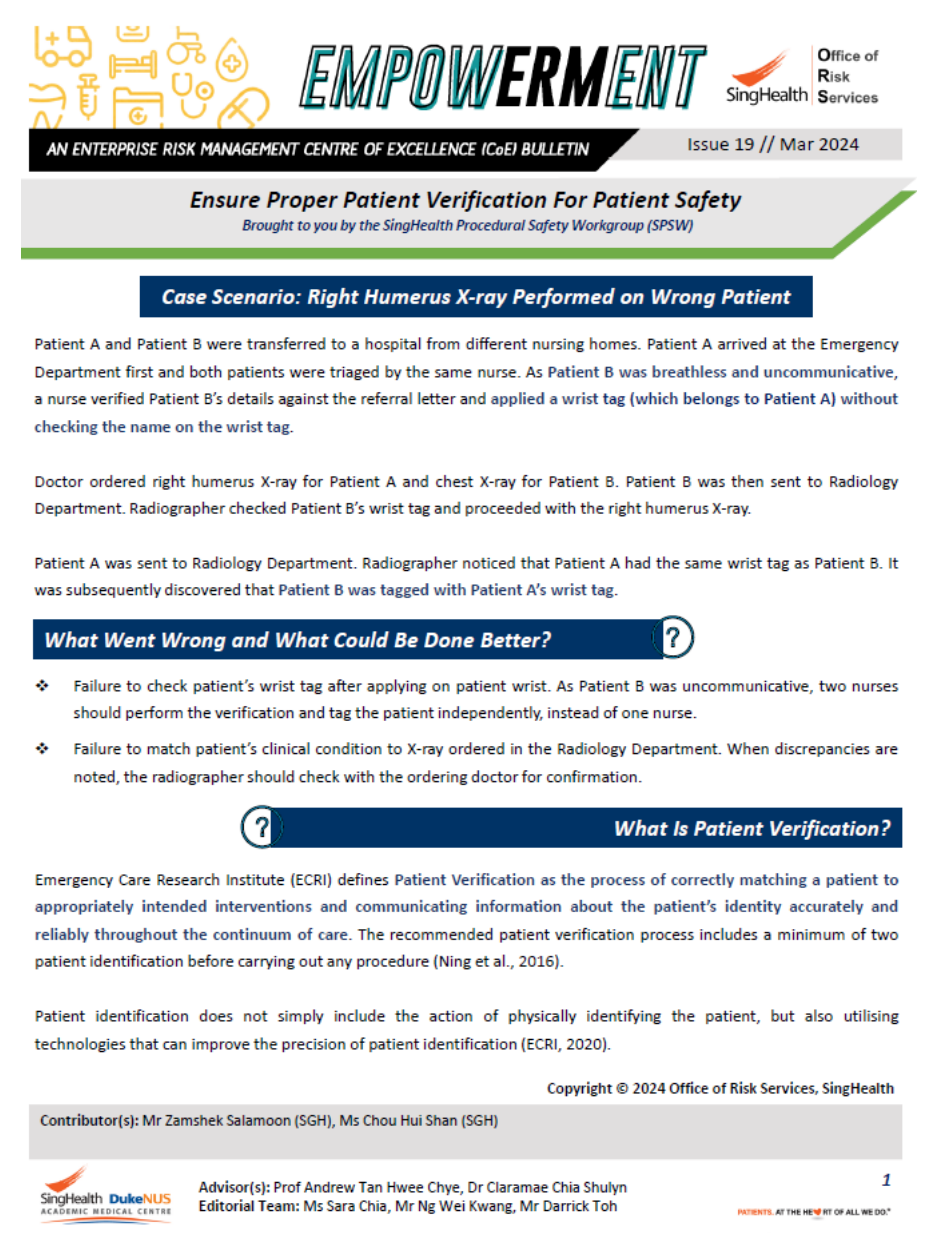 EMPOWERMENT
SingHealth
Office of
Risk
Services
AN ENTERPRISE RISK MANAGEMENT CENTRE OF EXCELLENCE (CoE) BULLETIN
Issue 19 // Mar 2024
Ensure Proper Patient Verification For Patient Safety
Brought to you by the SingHealth Procedural Safety Workgroup (SPSW)
Case Scenario: Right Humerus X-ray Performed on Wrong Patient
Patient A and Patient B were transferred to a hospital from different nursing homes. Patient A arrived at the Emergency
Department first and both patients were triaged by the same nurse. As Patient B was breathless and uncommunicative,
a nurse verified Patient B's details against the referral letter and applied a wrist tag (which belongs to Patient A) without
checking the name on the wrist tag.
Doctor ordered right humerus X-ray for Patient A and chest X-ray for Patient B. Patient B was then sent to Radiology
Department. Radiographer checked Patient B's wrist tag and proceeded with the right humerus X-ray.
Patient A was sent to Radiology Department. Radiographer noticed that Patient A had the same wrist tag as Patient B. It
was subsequently discovered that Patient B was tagged with Patient A's wrist tag.
What Went Wrong and What Could Be Done Better?
?
❖ Failure to check patient's wrist tag after applying on patient wrist. As Patient B was uncommunicative, two nurses
should perform the verification and tag the patient independently, instead of one nurse.
❖ Failure to match patient's clinical condition to X-ray ordered in the Radiology Department. When discrepancies are
noted, the radiographer should check with the ordering doctor for confirmation.
?
What Is Patient Verification?
Emergency Care Research Institute (ECRI) defines Patient Verification as the process of correctly matching a patient to
appropriately intended interventions and communicating information about the patient's identity accurately and
reliably throughout the continuum of care. The recommended patient verification process includes a minimum of two
patient identification before carrying out any procedure (Ning et al., 2016).
Patient identification does not simply include the action of physically identifying the patient, but also utilising
technologies that can improve the precision of patient identification (ECRI, 2020).
Copyright © 2024 Office of Risk Services, SingHealth
Contributor(s): Mr Zamshek Salamoon (SGH), Ms Chou Hui Shan (SGH)
SingHealth DukeNUS
ACADEMIC MEDICAL CENTRE
Advisor(s): Prof Andrew Tan Hwee Chye, Dr Claramae Chia Shulyn
Editorial Team: Ms Sara Chia, Mr Ng Wei Kwang, Mr Darrick Toh
1
PATIENTS. AT THE HE RT OF ALL WE DO.®